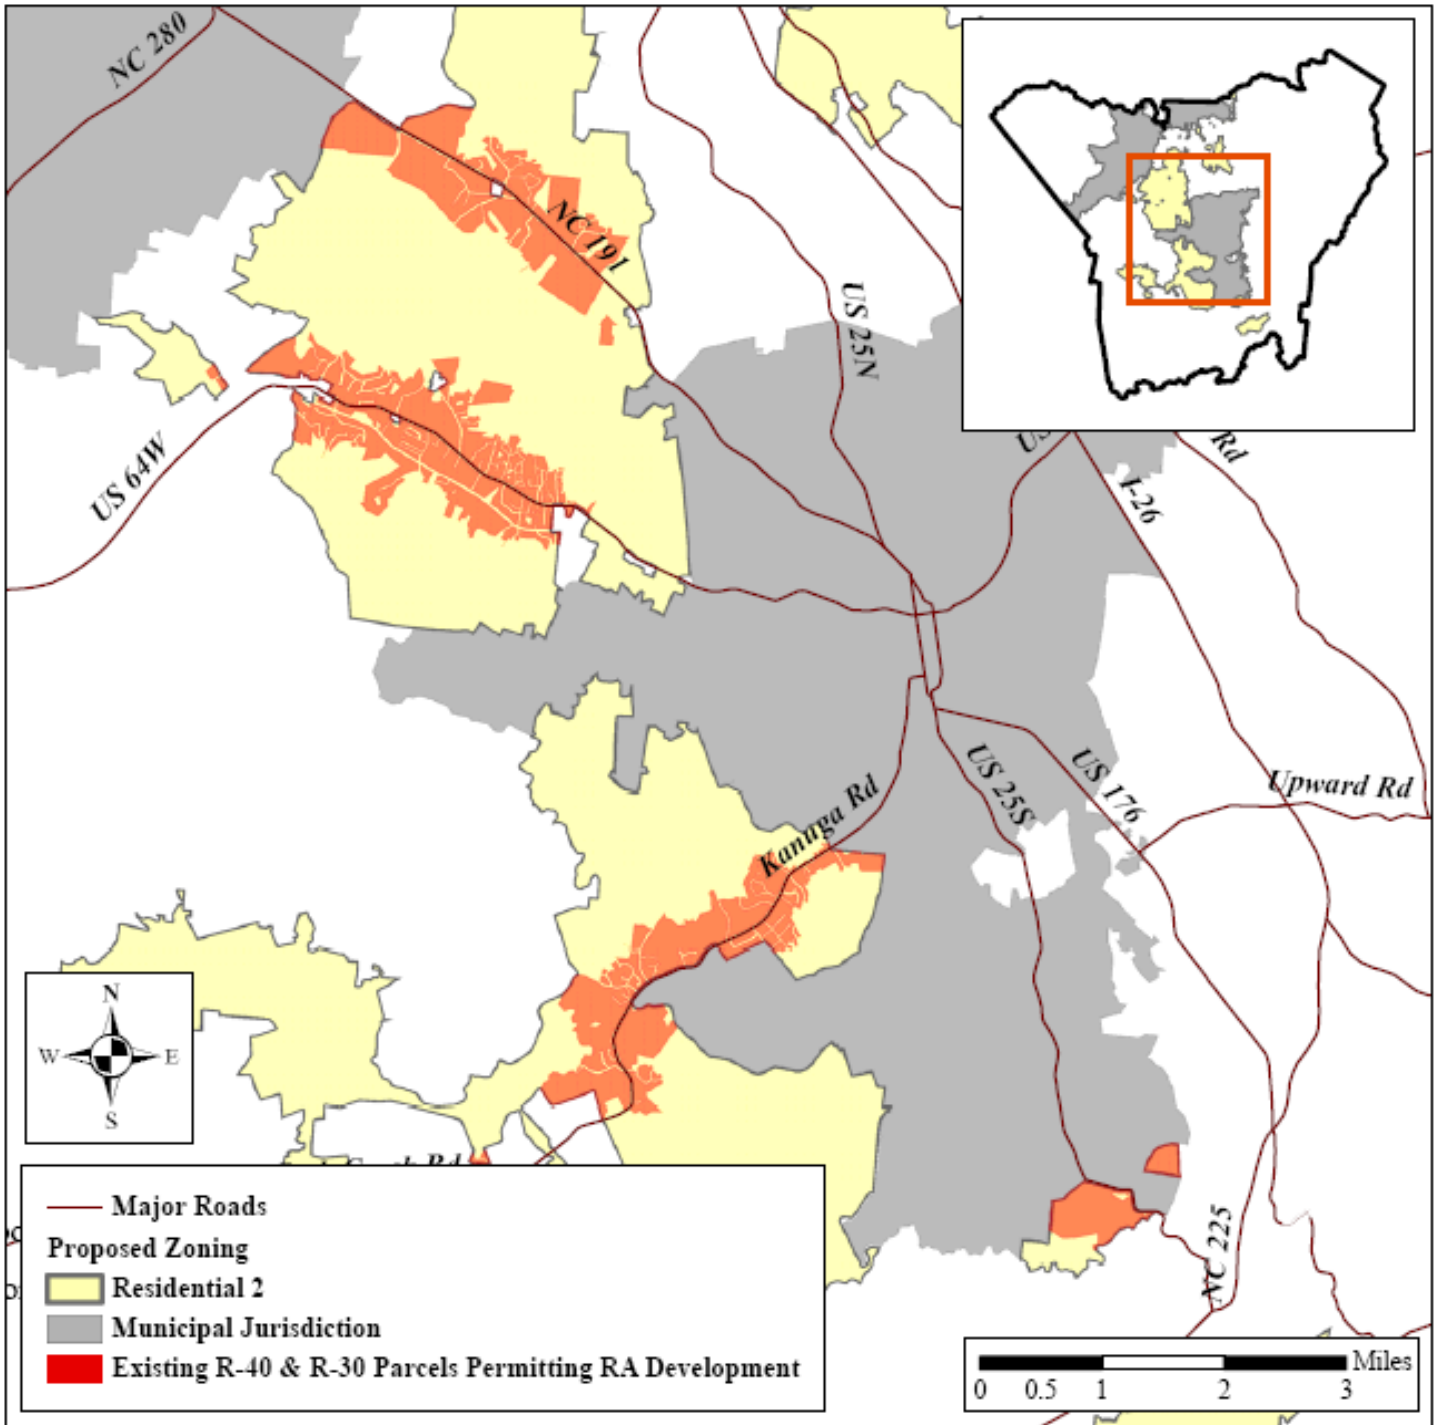 NC 280
NC 191
US 25N
US
Rd
I-26
US 64W
Kanuga Rd
US 25S
US 176
Upward Rd
N
W E
S
Rd
NC 225
Major Roads
Proposed Zoning
Residential 2
Municipal Jurisdiction
Existing R-40 & R-30 Parcels Permitting RA Development
Miles
0 0.5 1 2 3